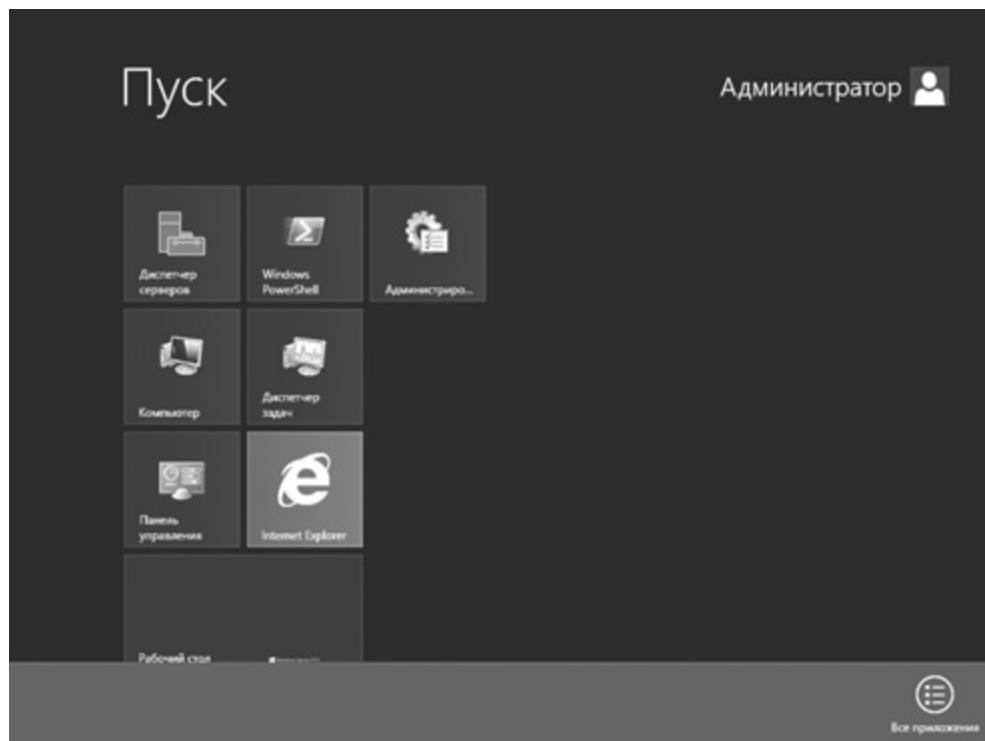 Пуск
Администратор
Диспетчер
серверов
Windows
PowerShell
Администриро...
Компьютер
Диспетчер
задач
Панель
управления
Internet Explorer
Рабочий стол
Все приложения